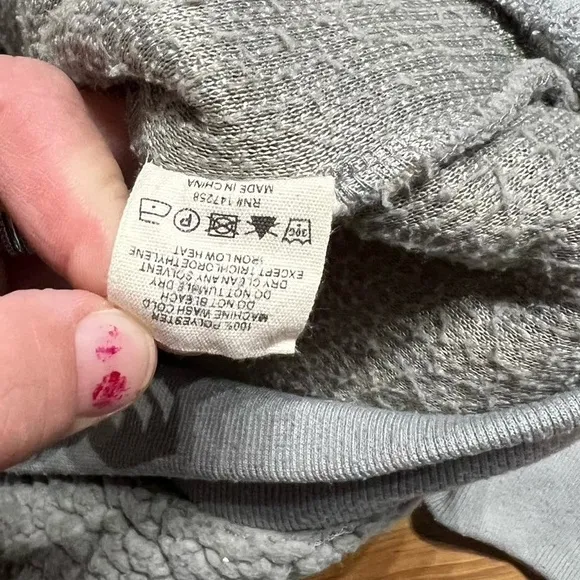 100% POLYESTER
MACHINE WASH COLD
DO NOT BLEACH
DO NOT TUMBLE DRY
DRY CLEAN ANY SOLVENT
EXCEPT TRICHLOROETHYLENE
IRON LOW HEAT
30C P
RN# 147258
MADE IN CHINA